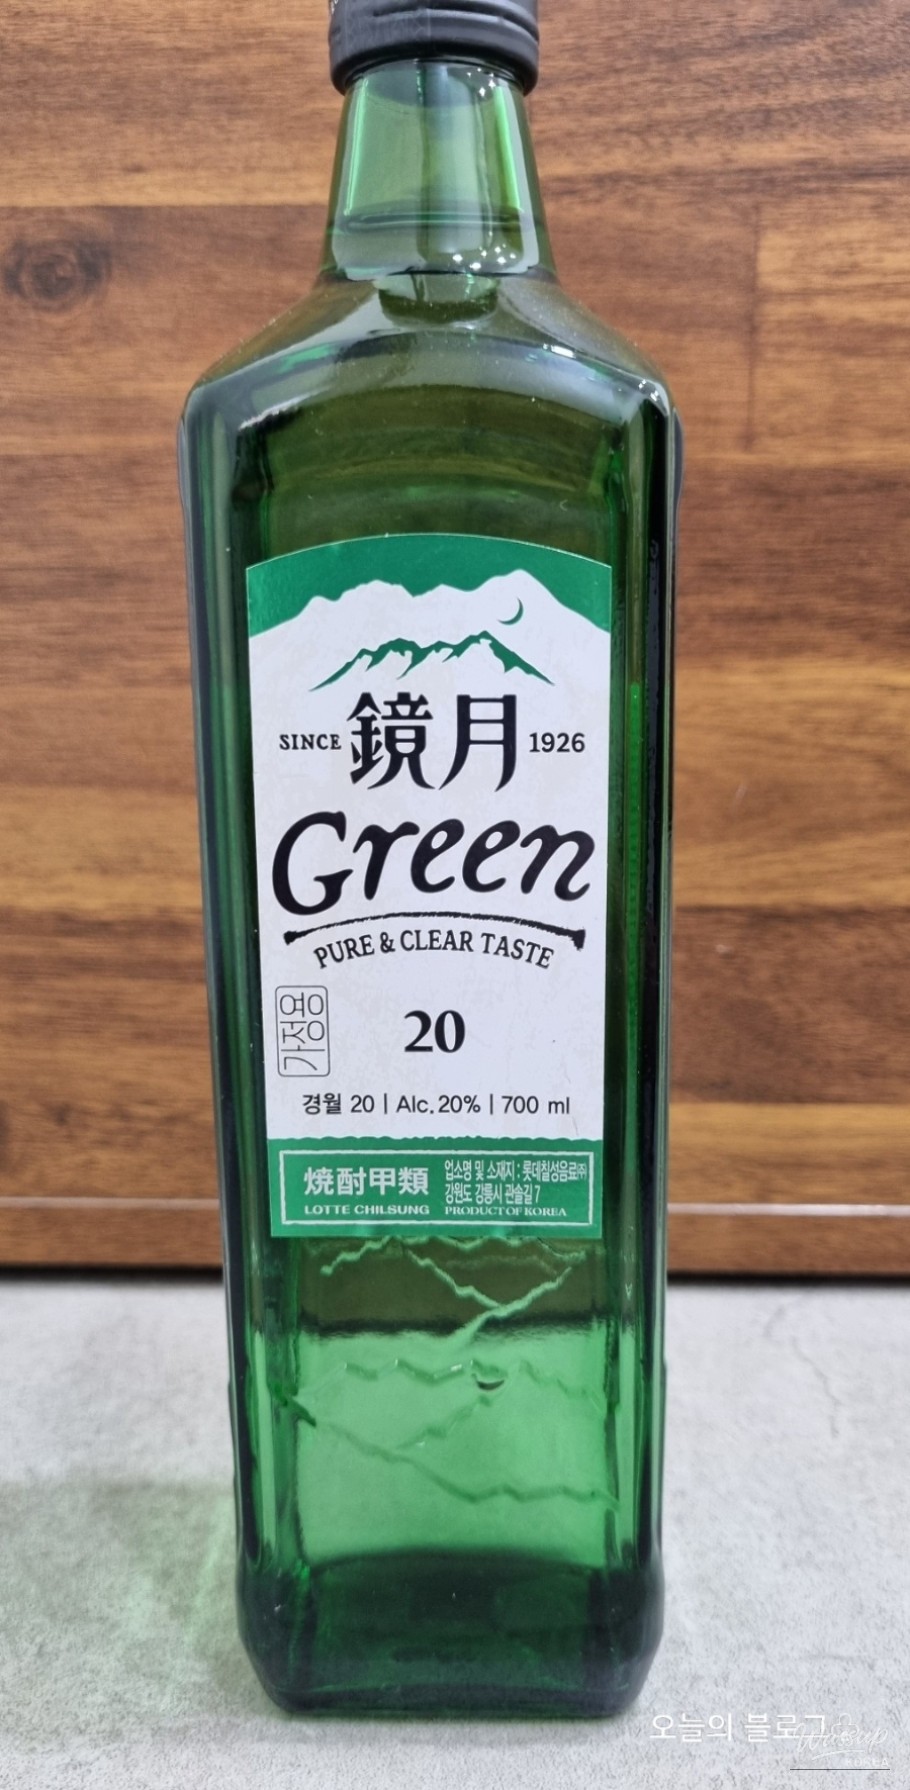 SINCE 鏡月 1926
Green
PURE & CLEAR TASTE
가정용
20
경월 20 | Alc. 20% | 700 ml
焼酎甲類
LOTTE CHILSUNG
업소명 및 소재지 : 롯데칠성음료㈜
강원도 강릉시 관솔길 7
PRODUCT OF KOREA
오늘의 블로그